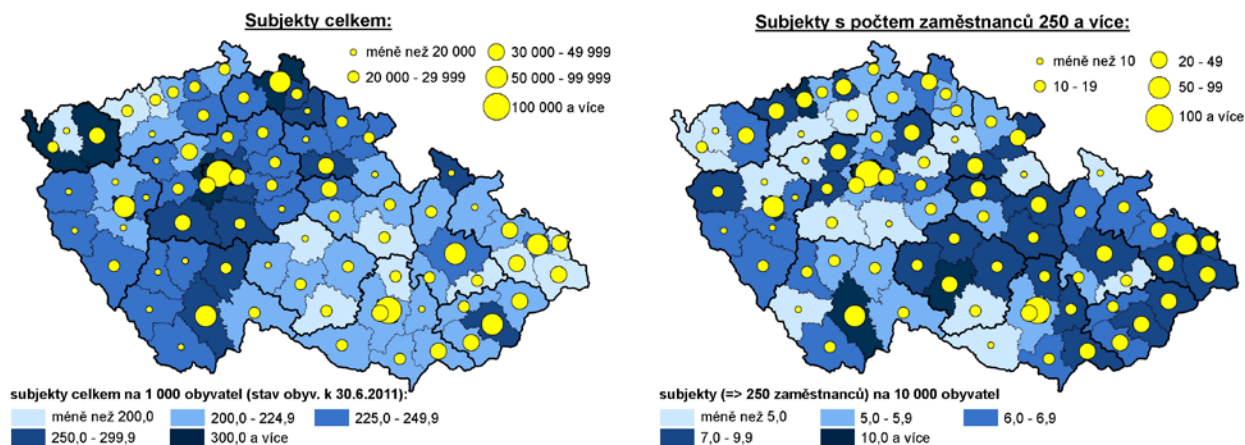 Subjekty celkem:
méně než 20 000
20 000 - 29 999
30 000 - 49 999
50 000 - 99 999
100 000 a více
subjekty celkem na 1 000 obyvatel (stav obyv. k 30.6.2011):
méně než 200,0
200,0 - 224,9
225,0 - 249,9
250,0 - 299,9
300,0 a více
Subjekty s počtem zaměstnanců 250 a více:
méně než 10
10 - 19
20 - 49
50 - 99
100 a více
subjekty (=> 250 zaměstnanců) na 10 000 obyvatel
méně než 5,0
5,0 - 5,9
6,0 - 6,9
7,0 - 9,9
10,0 a více